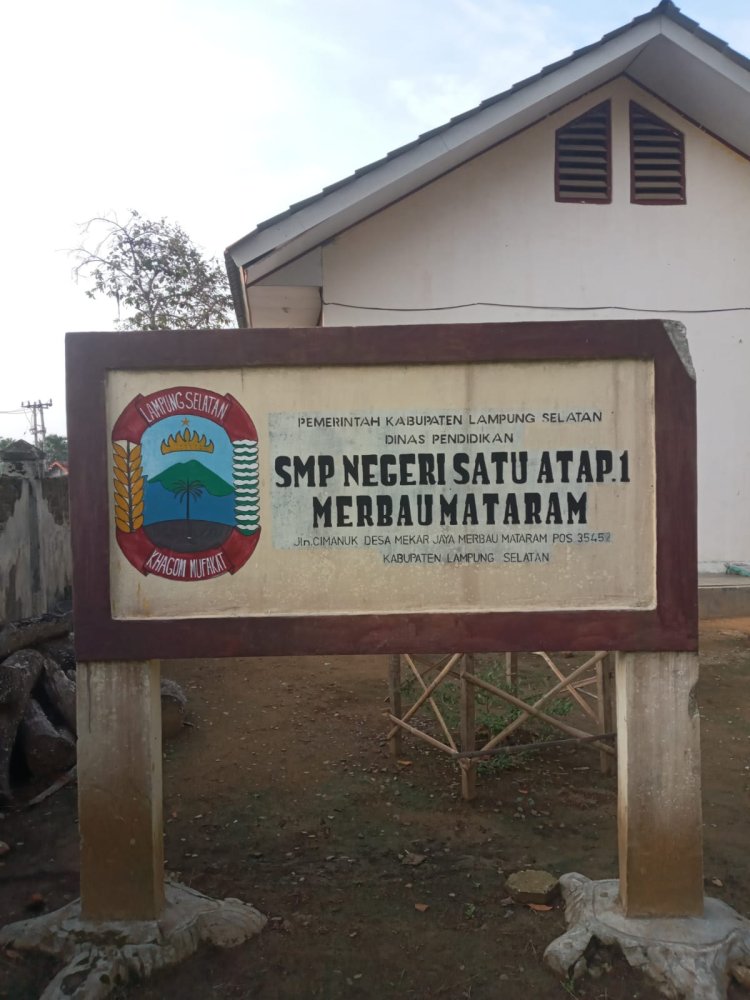 LAMPUNG SELATAN
KHAGOM MUFAKAT
PEMERINTAH KABUPATEN LAMPUNG SELATAN
DINAS PENDIDIKAN
SMP NEGERI SATU ATAP.1
MERBAU MATARAM
Jln.CIMANUK DESA MEKAR JAYA MERBAU MATARAM POS 35452
KABUPATEN LAMPUNG SELATAN